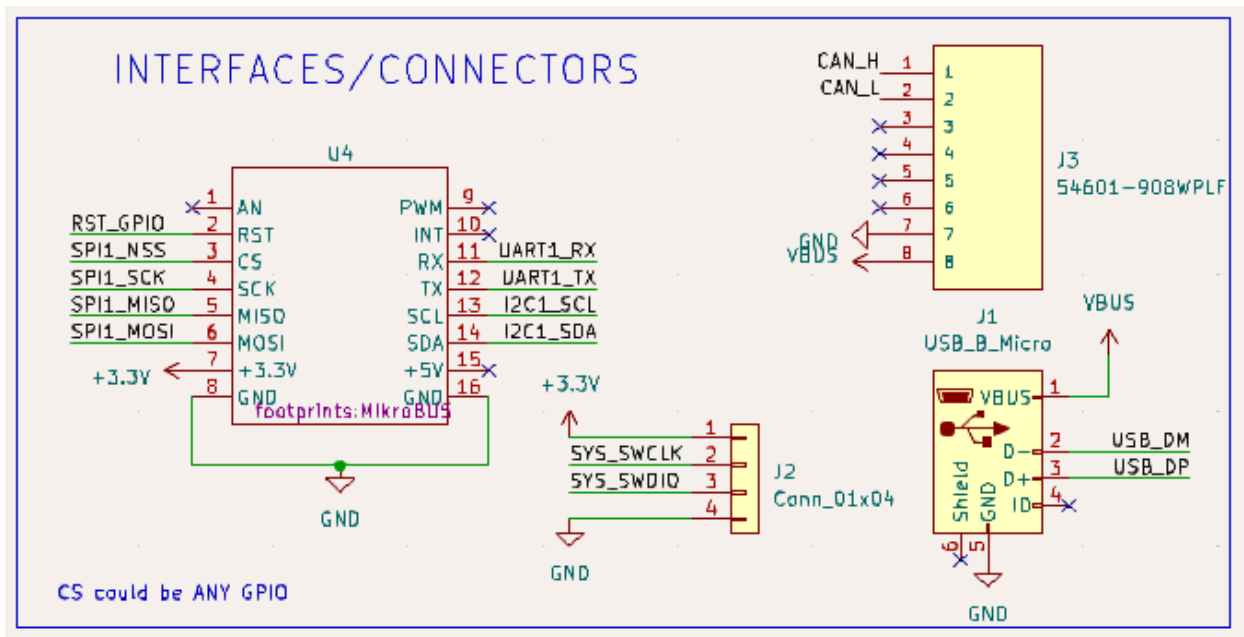 INTERFACES/CONNECTORS
U4
1 AN
RST_GPIO 2 RST
SPI1_NSS 3 CS
SPI1_SCK 4 SCK
SPI1_MISO 5 MISO
SPI1_MOSI 6 MOSI
+3.3V 7 +3.3V
8 GND
PWM 9
INT 10
RX 11 UART1_RX
TX 12 UART1_TX
SCL 13 I2C1_SCL
SDA 14 I2C1_SDA
+5V 15
GND 16
footprints:MikroBUS
GND
CS could be ANY GPIO
+3.3V
1
SYS_SWCLK 2
SYS_SWDIO 3
4
GND
J2
Conn_01x04
CAN_H 1 1
CAN_L 2 2
3 3
4 4
5 5
6 6
GND 7 7
VBUS 8 8
J3
54601-908WPLF
J1
USB_B_Micro
VBUS
VBUS 1
D- 2 USB_DM
D+ 3 USB_DP
ID 4
Shield
GND
6
5
GND